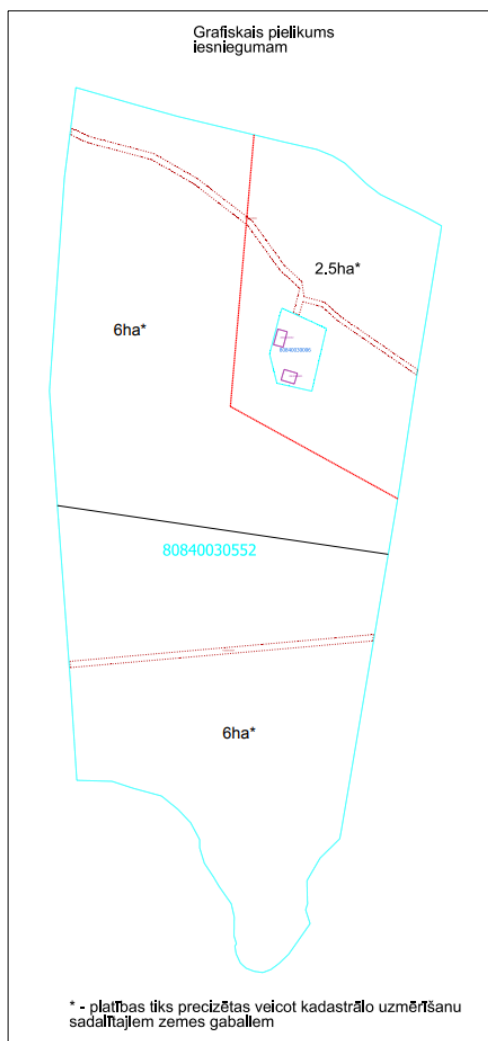 Grafiskais pielikums
iesniegumam
2.5ha*
6ha*
80840030552
6ha*
* - platības tiks precizētas veicot kadastrālo uzmērīšanu
sadalītajiem zemes gabaliem